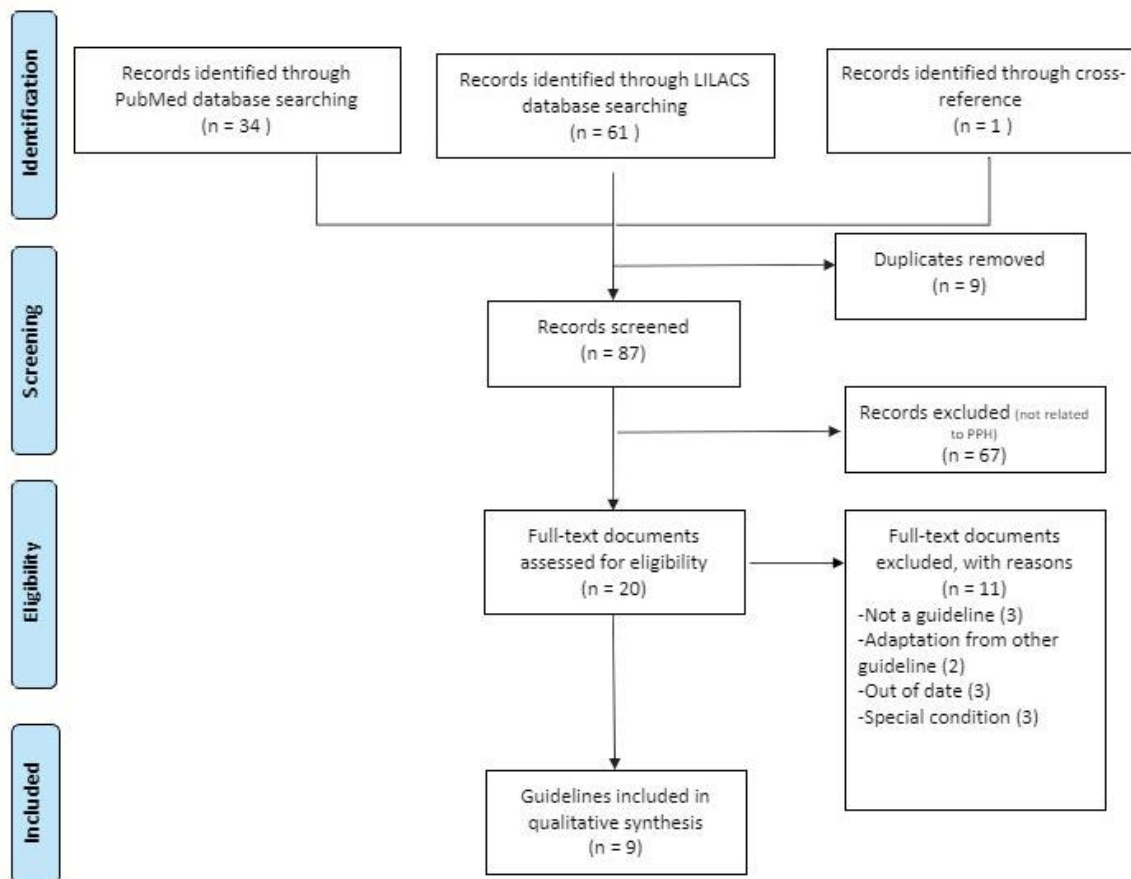 Identification
Records identified through
PubMed database searching
(n = 34 )
Records identified through LILACS
database searching
(n = 61 )
Records identified through cross-
reference
(n = 1 )
Screening
Duplicates removed
(n = 9)
Records screened
(n = 87)
Records excluded (not related
to PPH)
(n = 67)
Eligibility
Full-text documents
assessed for eligibility
(n = 20)
Full-text documents
excluded, with reasons
(n = 11)
-Not a guideline (3)
-Adaptation from other
guideline (2)
-Out of date (3)
-Special condition (3)
Included
Guidelines included in
qualitative synthesis
(n = 9)